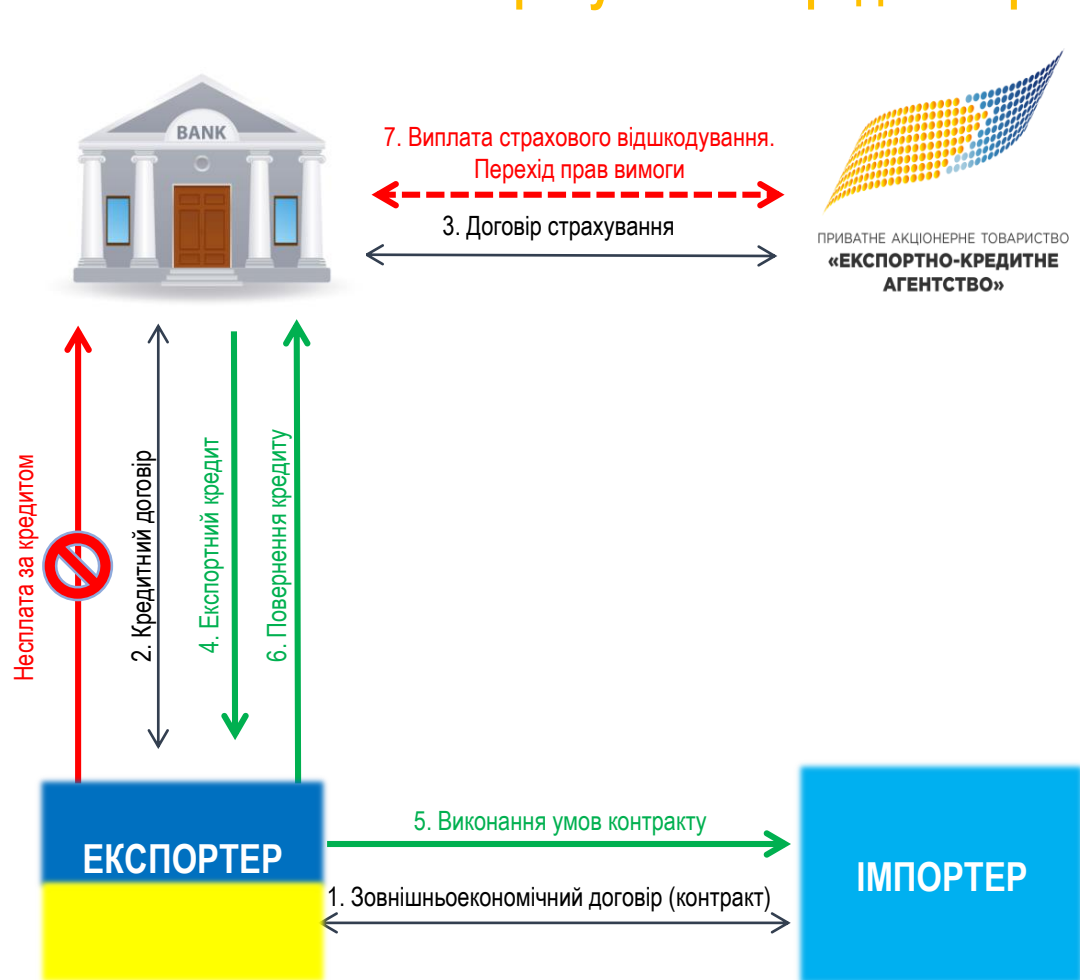 BANK
7. Виплата страхового відшкодування.
Перехід прав вимоги
3. Договір страхування
ПРИВАТНЕ АКЦІОНЕРНЕ ТОВАРИСТВО
«ЕКСПОРТНО-КРЕДИТНЕ
АГЕНТСТВО»
Несплата за кредитом
2. Кредитний договір
4. Експортний кредит
6. Повернення кредиту
5. Виконання умов контракту
ЕКСПОРТЕР
ІМПОРТЕР
1. Зовнішньоекономічний договір (контракт)